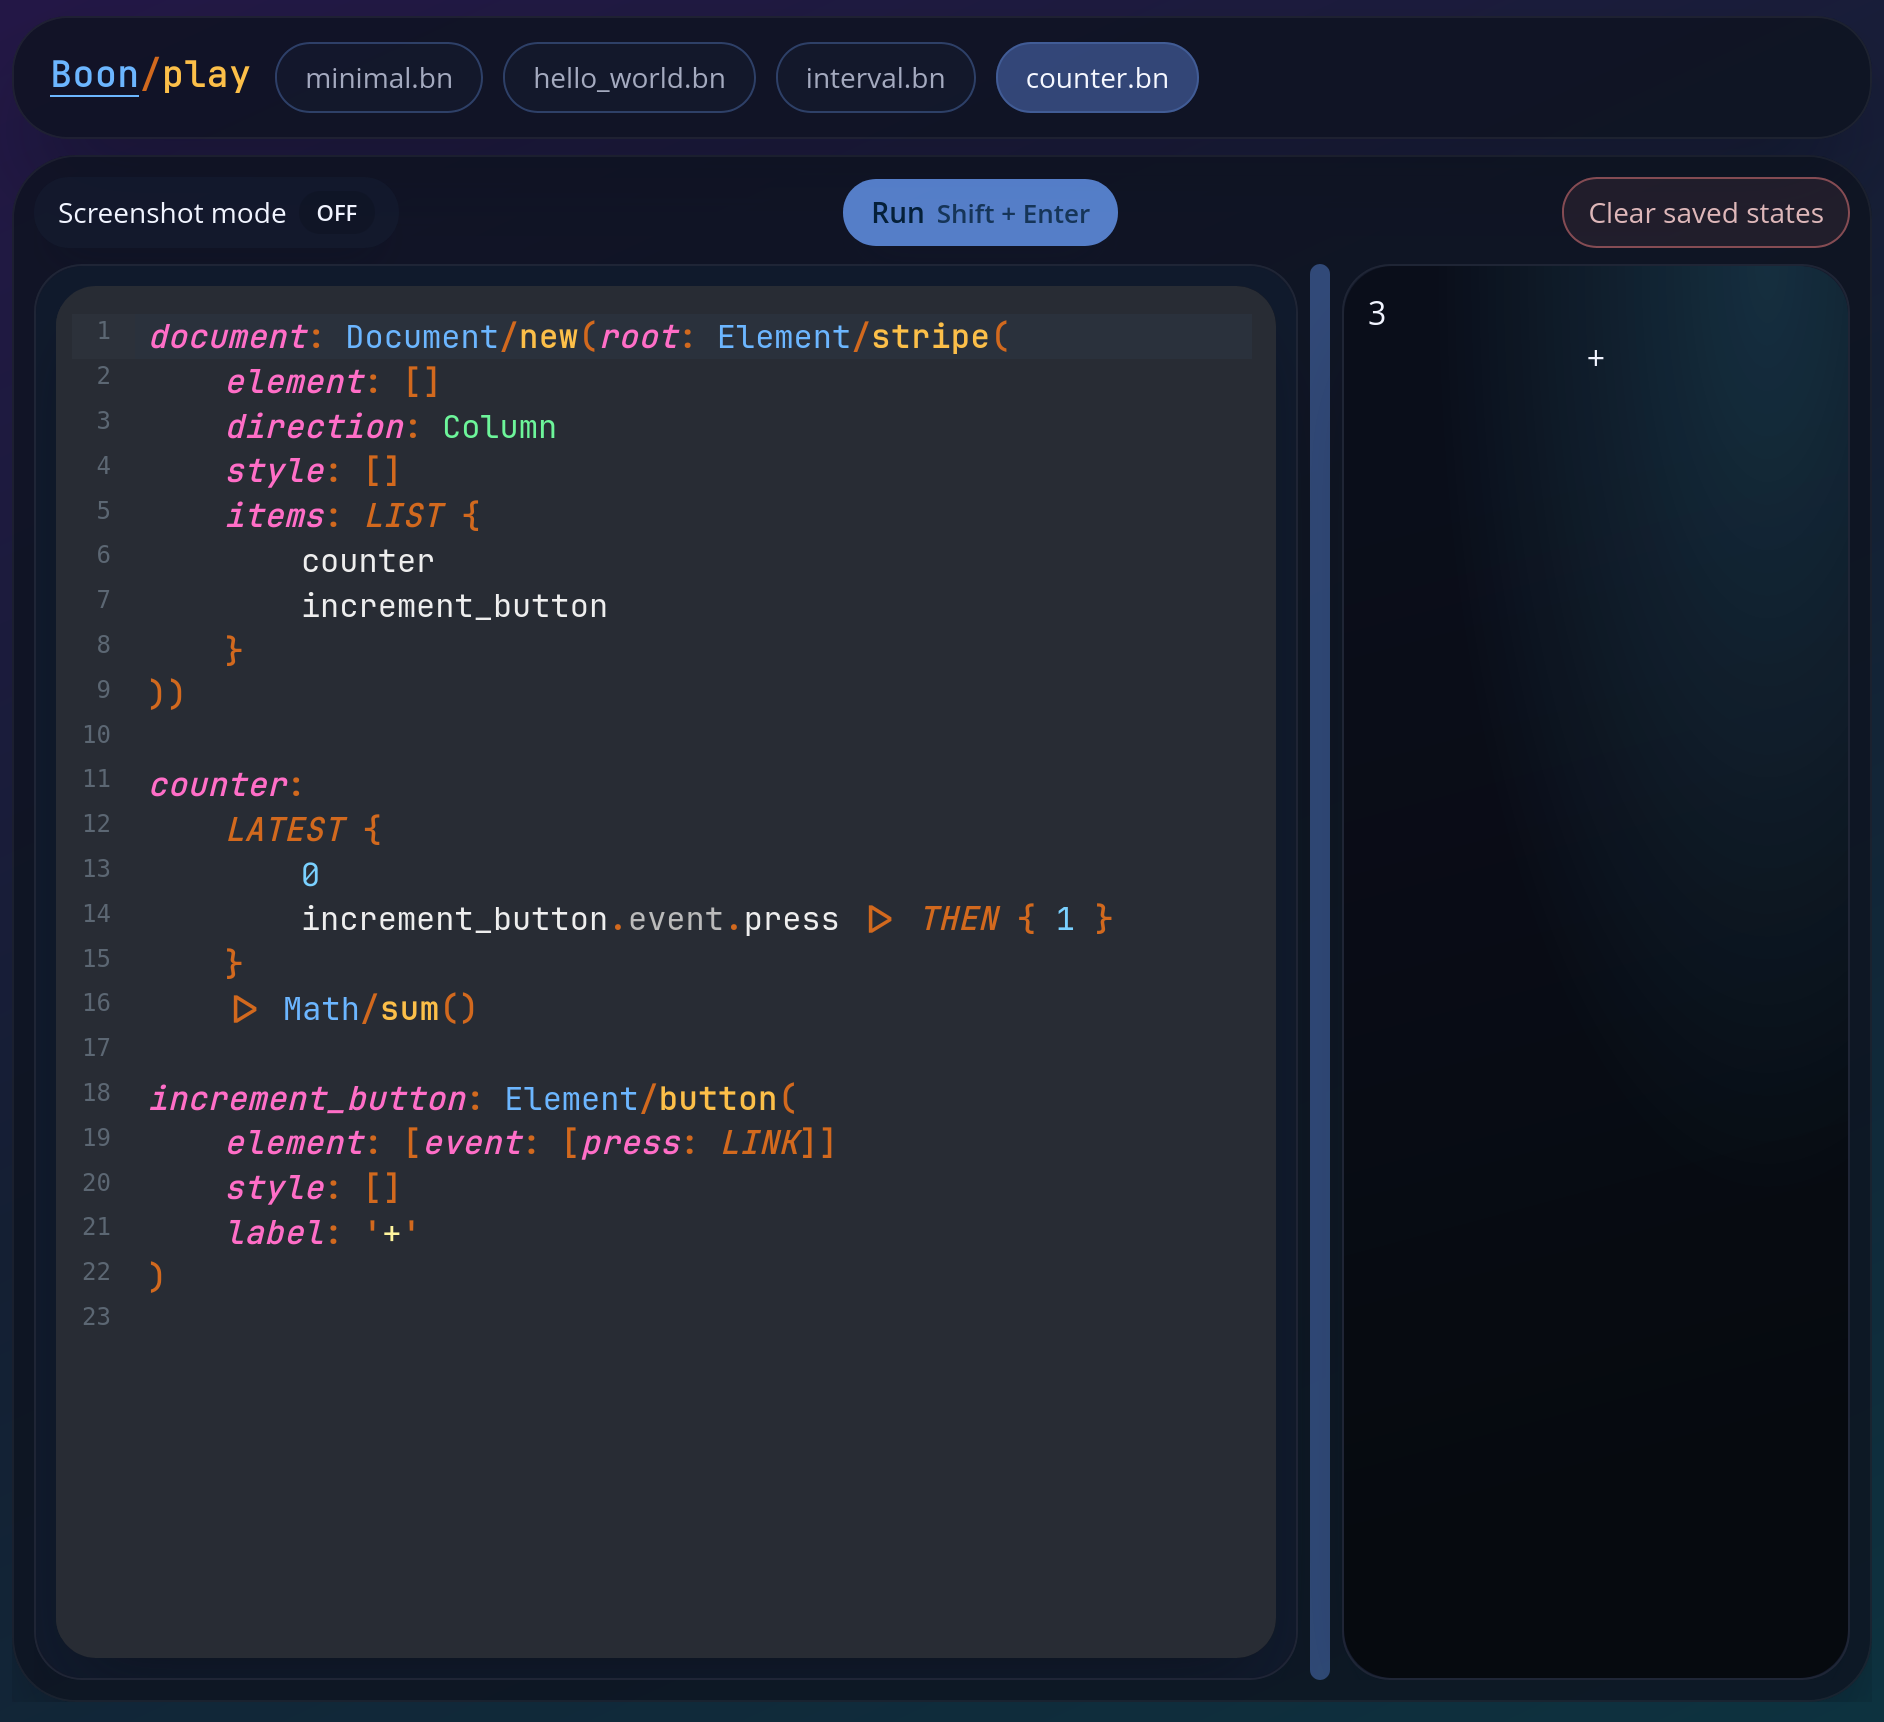 Boon/play minimal.bn hello_world.bn interval.bn counter.bn
Screenshot mode OFF Run Shift + Enter Clear saved states
1 document: Document/new(root: Element/stripe(
2     element: []
3     direction: Column
4     style: []
5     items: LIST {
6         counter
7         increment_button
8     }
9 ))
10
11 counter:
12     LATEST {
13         0
14         increment_button.event.press ▷ THEN { 1 }
15     }
16     ▷ Math/sum()
17
18 increment_button: Element/button(
19     element: [event: [press: LINK]]
20     style: []
21     label: '+'
22 )
23
3
+